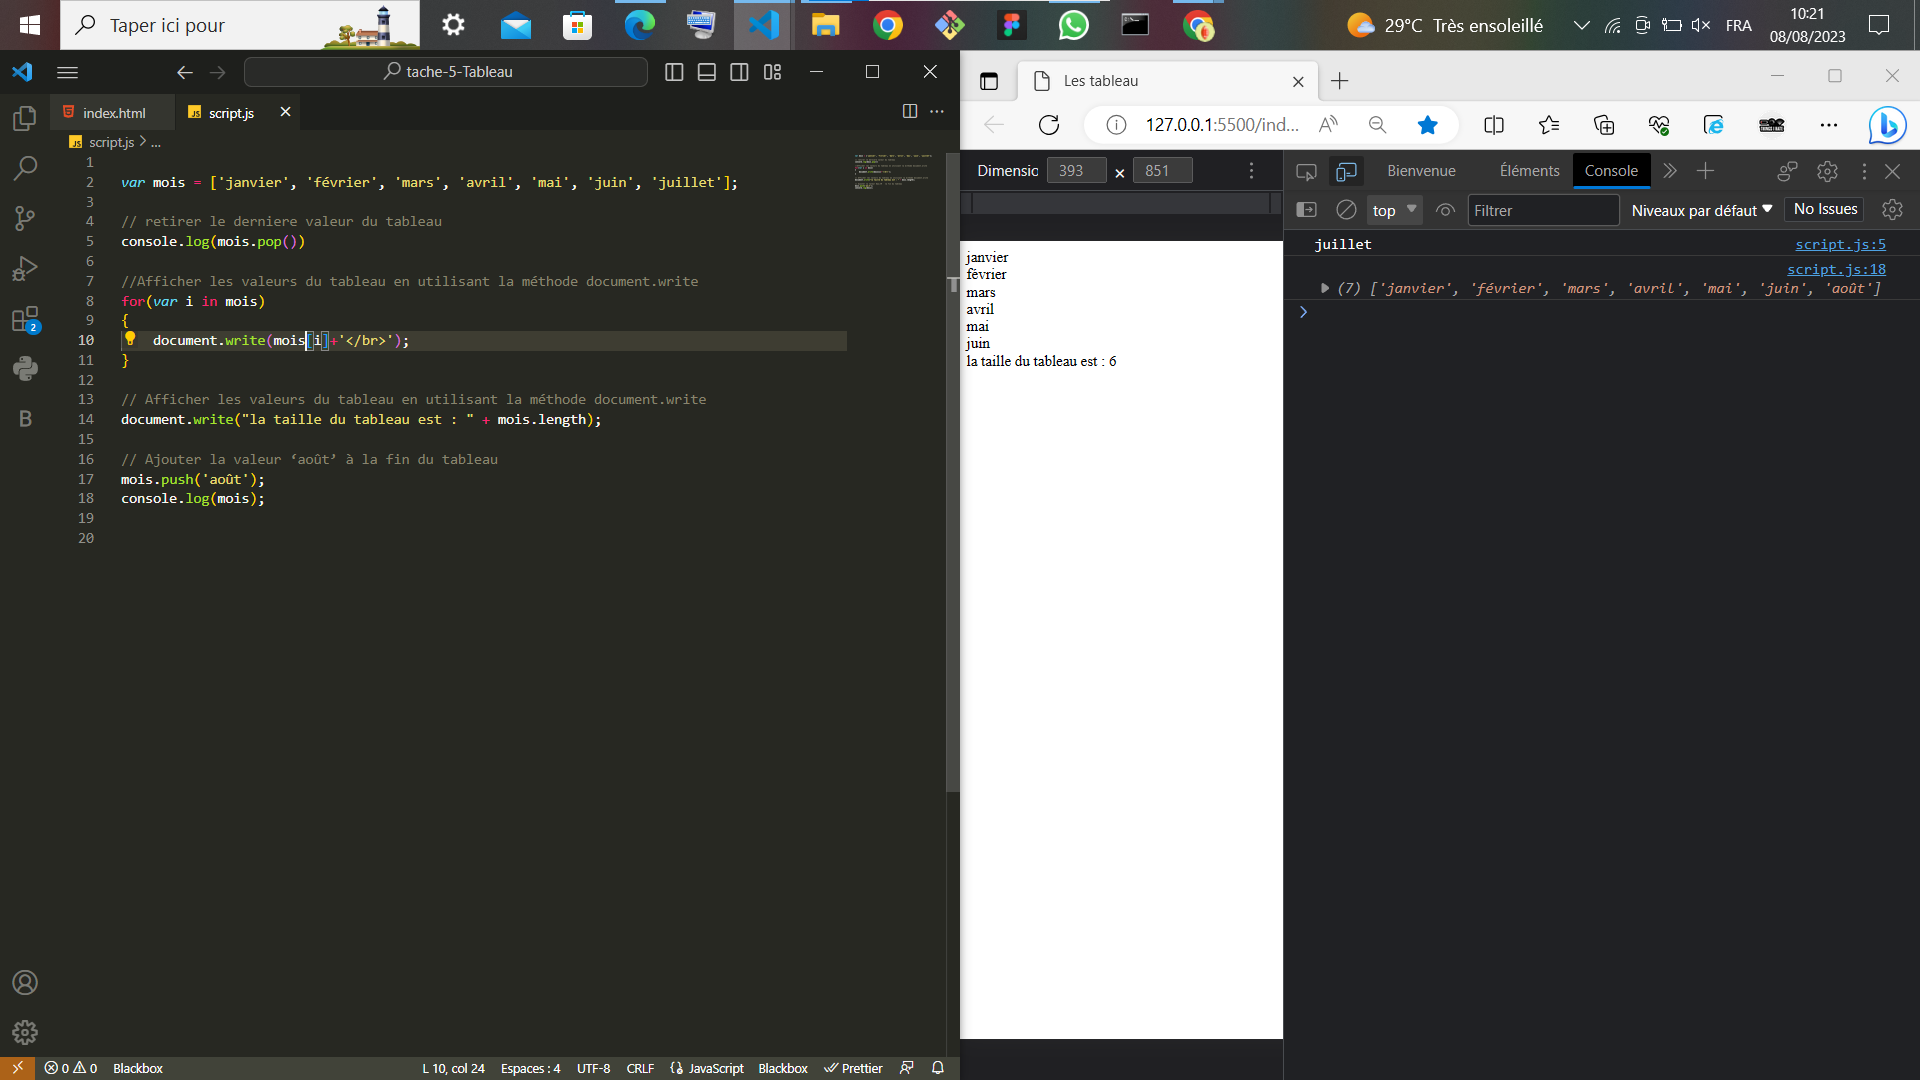 Taper ici pour
29°C Très ensoleillé
FRA
10:21
08/08/2023
tache-5-Tableau
index.html
JS script.js
JS script.js > ...
1
2 var mois = ['janvier', 'février', 'mars', 'avril', 'mai', 'juin', 'juillet'];
3
4 // retirer le derniere valeur du tableau
5 console.log(mois.pop())
6
7 //Afficher les valeurs du tableau en utilisant la méthode document.write
8 for(var i in mois)
9 {
10 document.write(mois[i]+'</br>');
11 }
12
13 // Afficher les valeurs du tableau en utilisant la méthode document.write
14 document.write("la taille du tableau est : " + mois.length);
15
16 // Ajouter la valeur ‘août’ à la fin du tableau
17 mois.push('août');
18 console.log(mois);
19
20
2
B
0 0 Blackbox
L 10, col 24 Espaces : 4 UTF-8 CRLF JavaScript Blackbox Prettier
Les tableau
127.0.0.1:5500/ind...
Dimensic 393 × 851
janvier
février
mars
avril
mai
juin
la taille du tableau est : 6
Bienvenue Éléments Console
top Filtrer Niveaux par défaut No Issues
juillet script.js:5
script.js:18
(7) ['janvier', 'février', 'mars', 'avril', 'mai', 'juin', 'août']